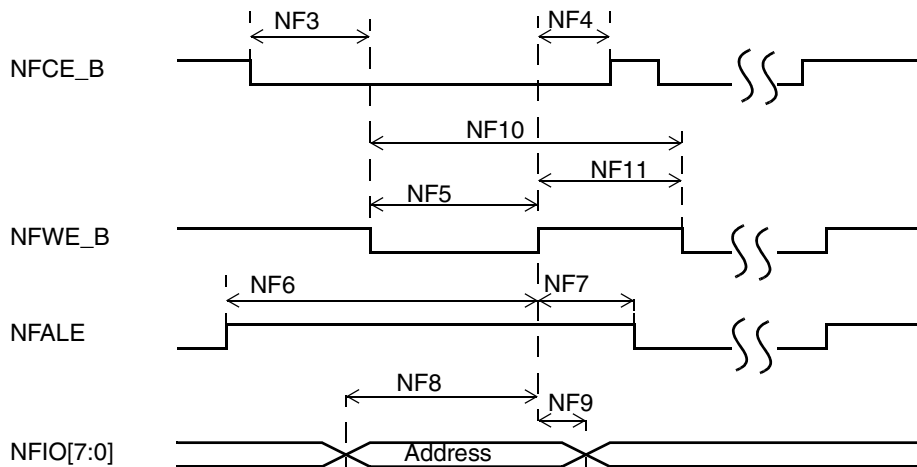 NF3
NF4
NFCE_B
NF10
NF11
NF5
NFWE_B
NF6
NF7
NFALE
NF8
NF9
NFIO[7:0]
Address